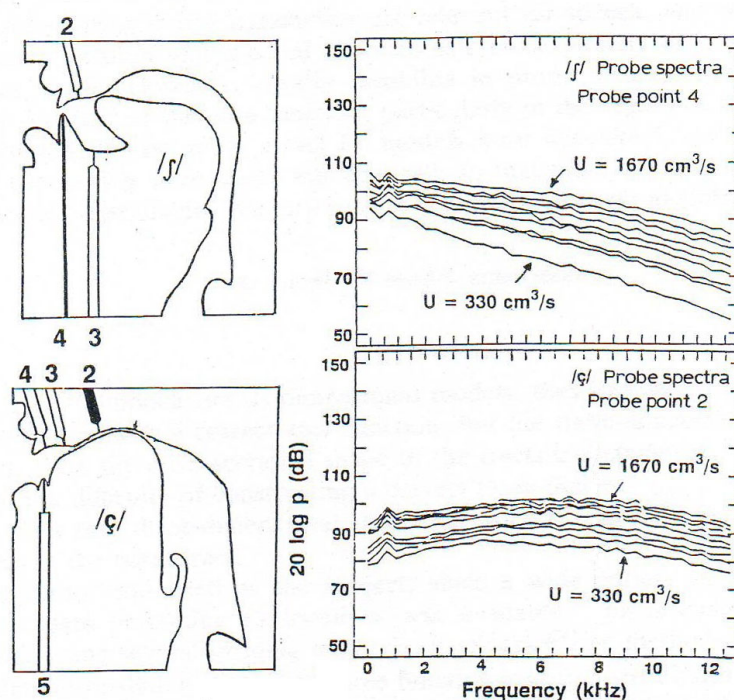 2
/ʃ/
4 3
150
130
110
90
70
50
/ʃ/ Probe spectra
Probe point 4
U = 1670 cm³/s
U = 330 cm³/s
4 3 2
/ç/
5
20 log p (dB)
150
130
110
90
70
50
/ç/ Probe spectra
Probe point 2
U = 1670 cm³/s
U = 330 cm³/s
0 2 4 6 8 10 12
Frequency (kHz)